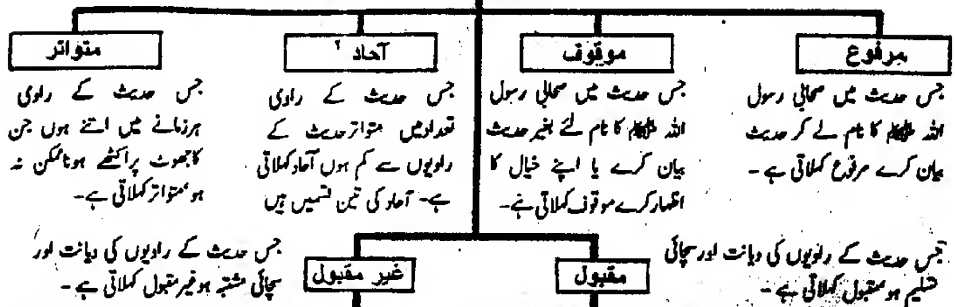 مرفوع
جس حدیث میں صحابی رسول
اللہ ﷺ کا نام لے کر حدیث
بیان کرے مرفوع کہلاتی ہے ۔
موقوف
جس حدیث میں صحابی رسول
اللہ ﷺ کا نام لئے بغیر حدیث
بیان کرے یا اپنے خیال کا
اظہار کرے موقوف کہلاتی ہے۔
آحاد ۲
جس حدیث کے راوی
تعداد میں متواتر حدیث کے
راویوں سے کم ہوں آحاد کہلاتی
ہے۔ آحاد کی تین قسمیں ہیں
متواتر
جس حدیث کے راوی
ہر زمانے میں اتنے ہوں جن
کا جھوٹ پر اکٹھے ہونا ممکن نہ
ہو متواتر کہلاتی ہے۔
مقبول
جس حدیث کے راویوں کی دیانت اور سچائی
تسلیم ہو مقبول کہلاتی ہے ۔
غیر مقبول
جس حدیث کے راویوں کی دیانت اور
سچائی مشتبہ ہو غیر مقبول کہلاتی ہے ۔